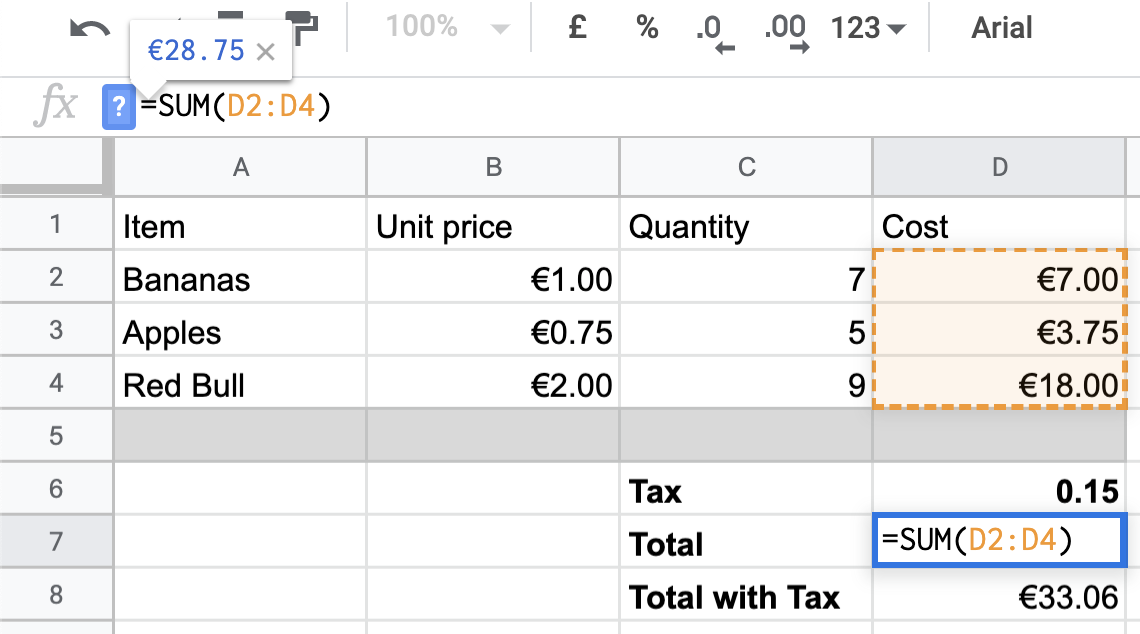 100% £ % .0 .00 123 Arial
€28.75 ×
fx ? =SUM(D2:D4)
A B C D
1 Item Unit price Quantity Cost
2 Bananas €1.00 7 €7.00
3 Apples €0.75 5 €3.75
4 Red Bull €2.00 9 €18.00
5
6 Tax 0.15
7 Total =SUM(D2:D4)
8 Total with Tax €33.06